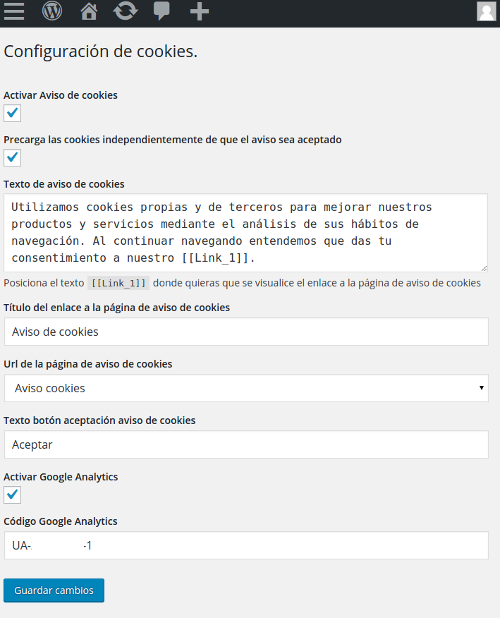 Configuración de cookies.
Activar Aviso de cookies
Precarga las cookies independientemente de que el aviso sea aceptado
Texto de aviso de cookies
Utilizamos cookies propias y de terceros para mejorar nuestros
productos y servicios mediante el análisis de sus hábitos de
navegación. Al continuar navegando entendemos que das tu
consentimiento a nuestro [[Link_1]].
Posiciona el texto [[Link_1]] donde quieras que se visualice el enlace a la página de aviso de cookies
Título del enlace a la página de aviso de cookies
Aviso de cookies
Url de la página de aviso de cookies
Aviso cookies
Texto botón aceptación aviso de cookies
Aceptar
Activar Google Analytics
Código Google Analytics
UA- -1
Guardar cambios